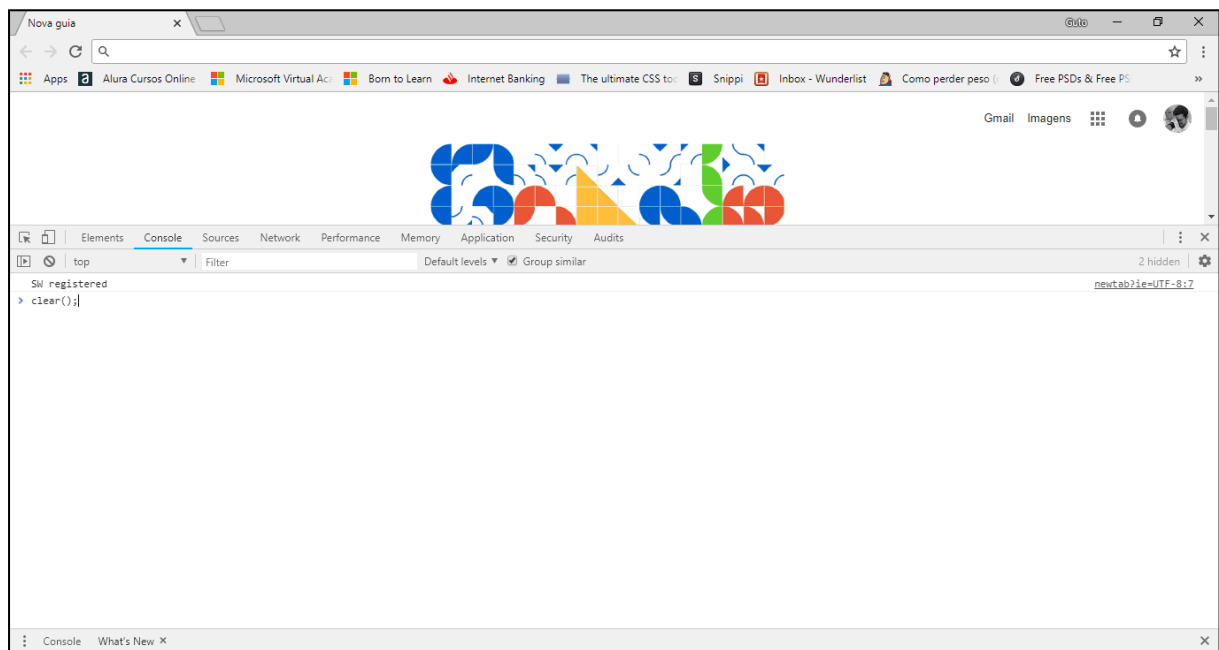 Nova guia
Guto
Apps Alura Cursos Online Microsoft Virtual Aca Born to Learn Internet Banking The ultimate CSS too Snippi Inbox - Wunderlist Como perder peso ( Free PSDs & Free PS »
Gmail Imagens
Elements Console Sources Network Performance Memory Application Security Audits
top Filter Default levels Group similar 2 hidden
SW registered newtab?ie=UTF-8:7
> clear();
Console What's New